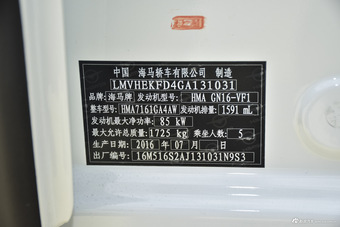 中国 海马轿车有限公司 制造
LMVHEKFD4GA131031
品牌:海马牌 发动机型号:HMA GN16-VF1
整车型号:HMA7161GA4AW 发动机排量:1591 mL
发动机最大净功率: 85 kW
最大允许总质量:1725 kg 乘坐人数: 5
生产日期: 2016 年 07 月 日
出厂编号:16M516S2AJ131031N9S3